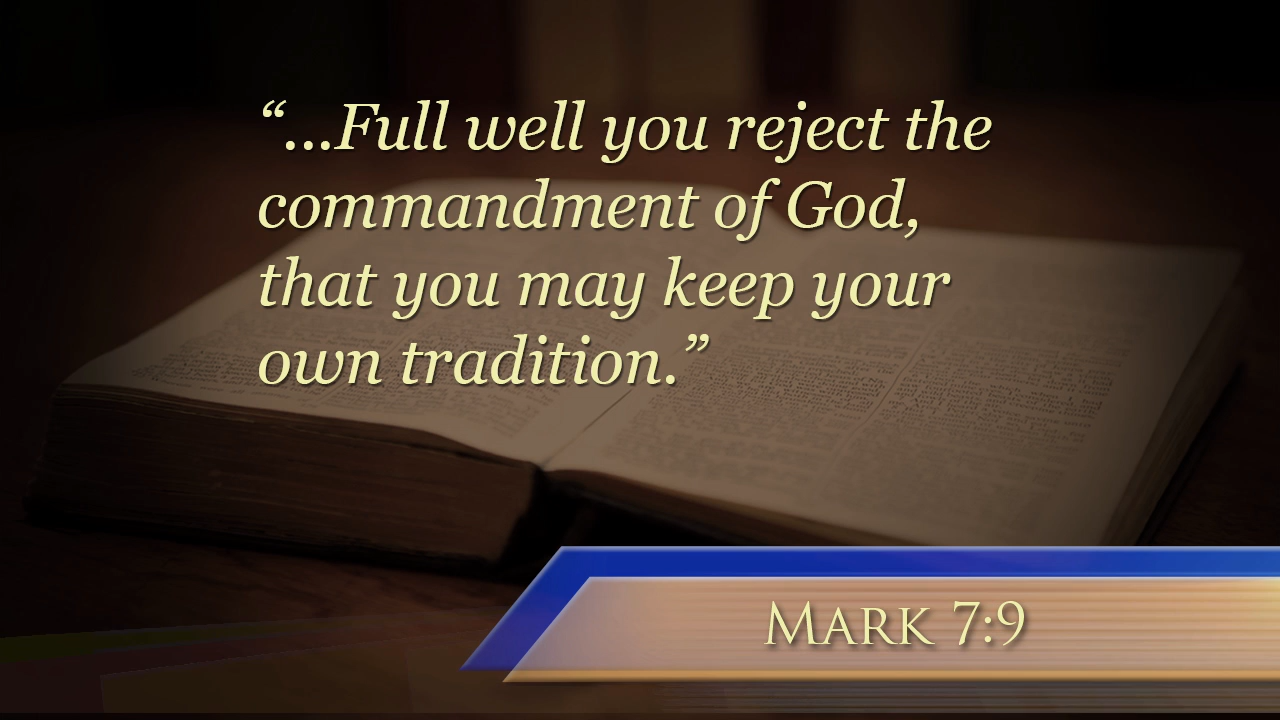 “...Full well you reject the
commandment of God,
that you may keep your
own tradition.”
Mark 7:9